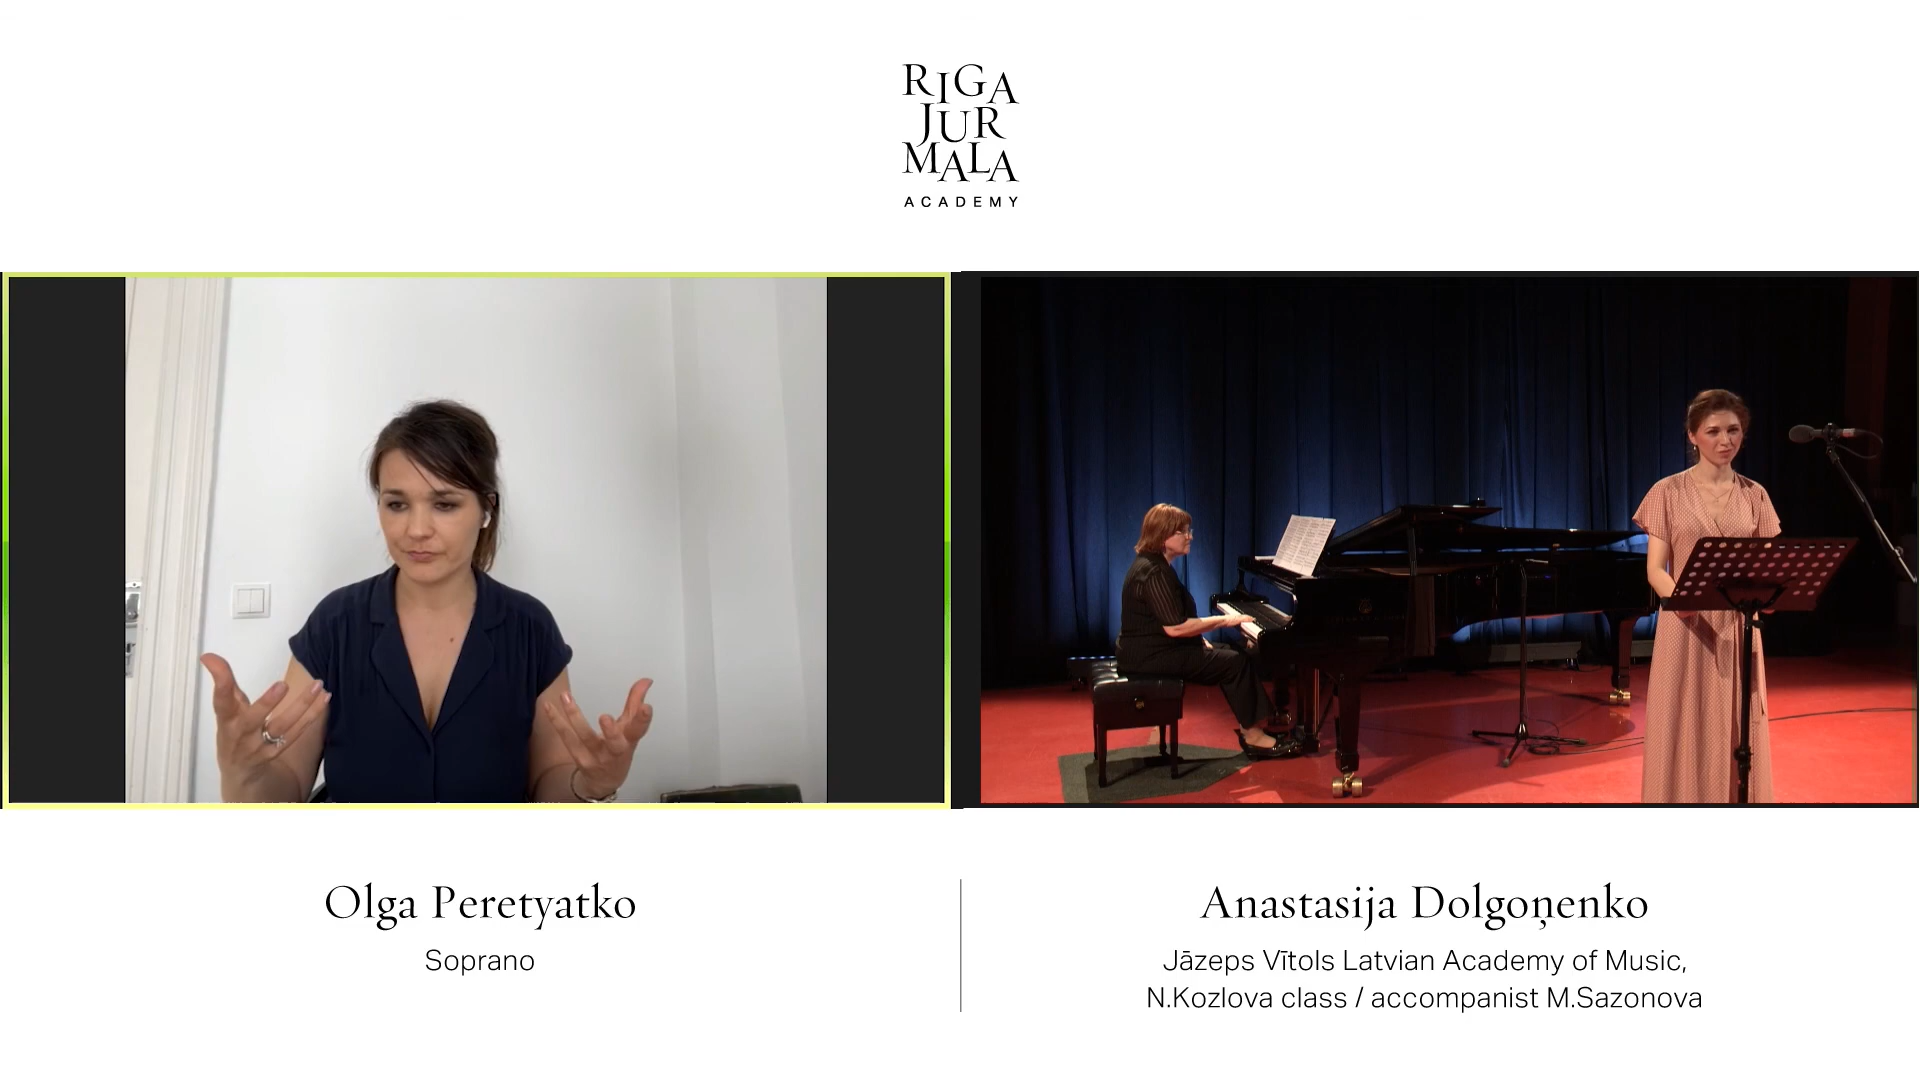 RIGA
JUR
MALA
ACADEMY
Olga Peretyatko
Soprano
Anastasija Dolgoņenko
Jāzeps Vītols Latvian Academy of Music,
N.Kozlova class / accompanist M.Sazonova